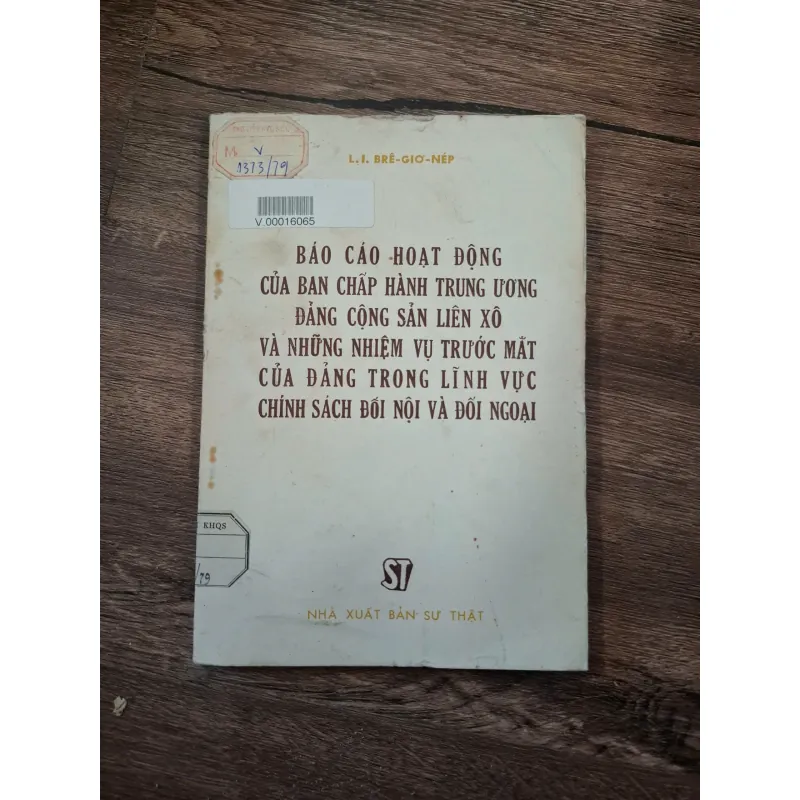 L. I. BRÊ-GIƠ-NÉP
V
1373/79
V.00016065
BÁO CÁO HOẠT ĐỘNG
CỦA BAN CHẤP HÀNH TRUNG ƯƠNG
ĐẢNG CỘNG SẢN LIÊN XÔ
VÀ NHỮNG NHIỆM VỤ TRƯỚC MẮT
CỦA ĐẢNG TRONG LĨNH VỰC
CHÍNH SÁCH ĐỐI NỘI VÀ ĐỐI NGOẠI
KHQS
/79
ST
NHÀ XUẤT BẢN SỰ THẬT